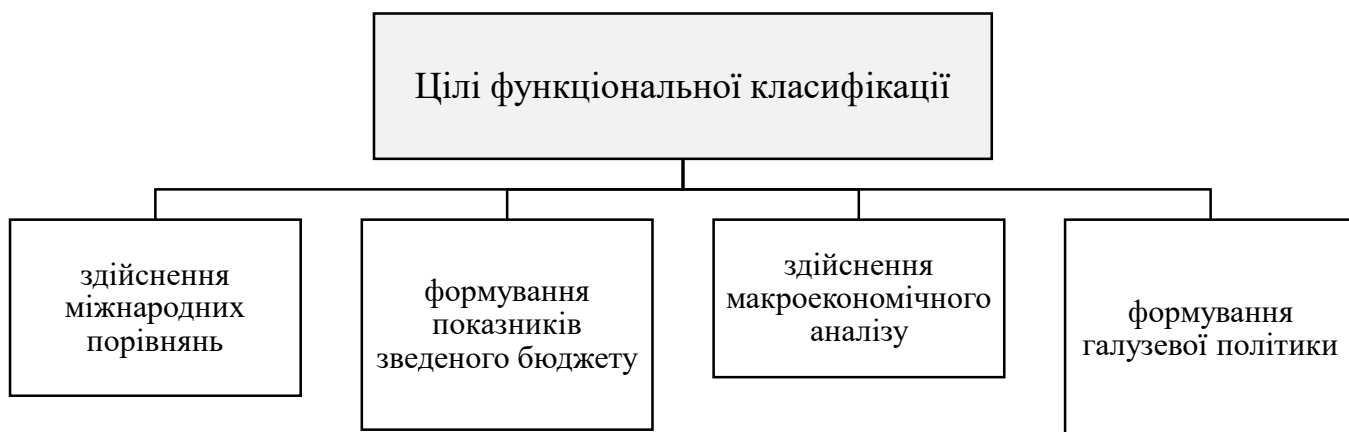 Цілі функціональної класифікації
здійснення
міжнародних
порівнянь
формування
показників
зведеного бюджету
здійснення
макроекономічного
аналізу
формування
галузевої політики